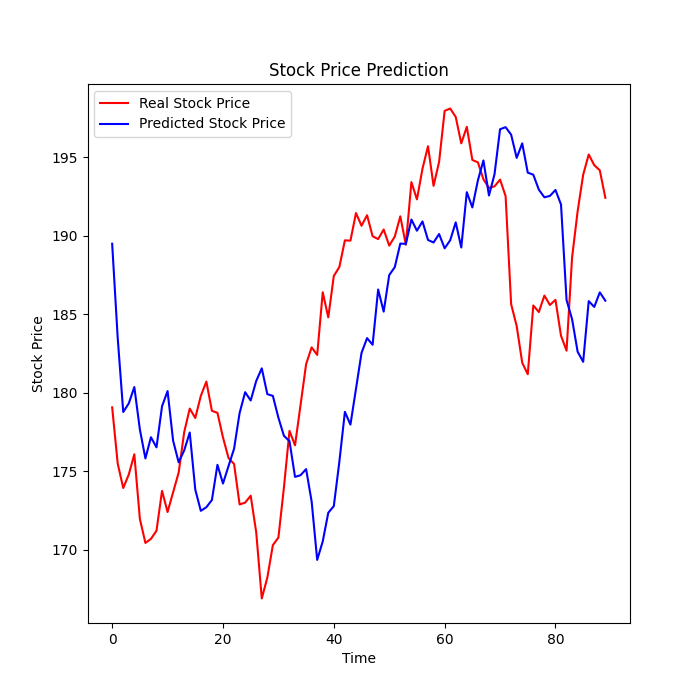 Stock Price Prediction
Real Stock Price
Predicted Stock Price
195
190
185
180
175
170
Stock Price
0 20 40 60 80
Time